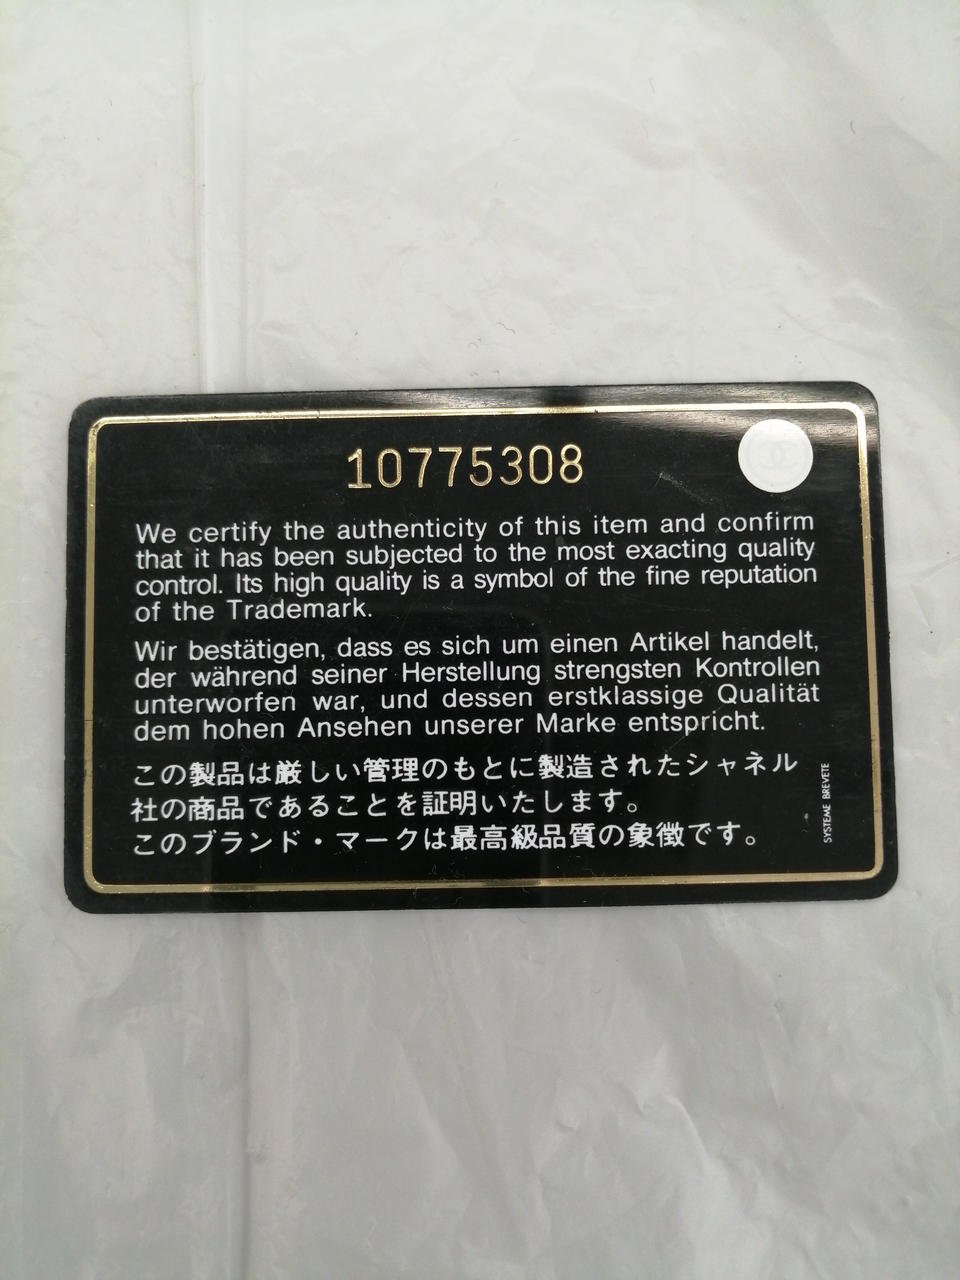 10775308
We certify the authenticity of this item and confirm
that it has been subjected to the most exacting quality
control. Its high quality is a symbol of the fine reputation
of the Trademark.
Wir bestätigen, dass es sich um einen Artikel handelt,
der während seiner Herstellung strengsten Kontrollen
unterworfen war, und dessen erstklassige Qualität
dem hohen Ansehen unserer Marke entspricht.
この製品は厳しい管理のもとに製造されたシャネル
社の商品であることを証明いたします。
このブランド・マークは最高級品質の象徴です。
SYSTEME BREVETE